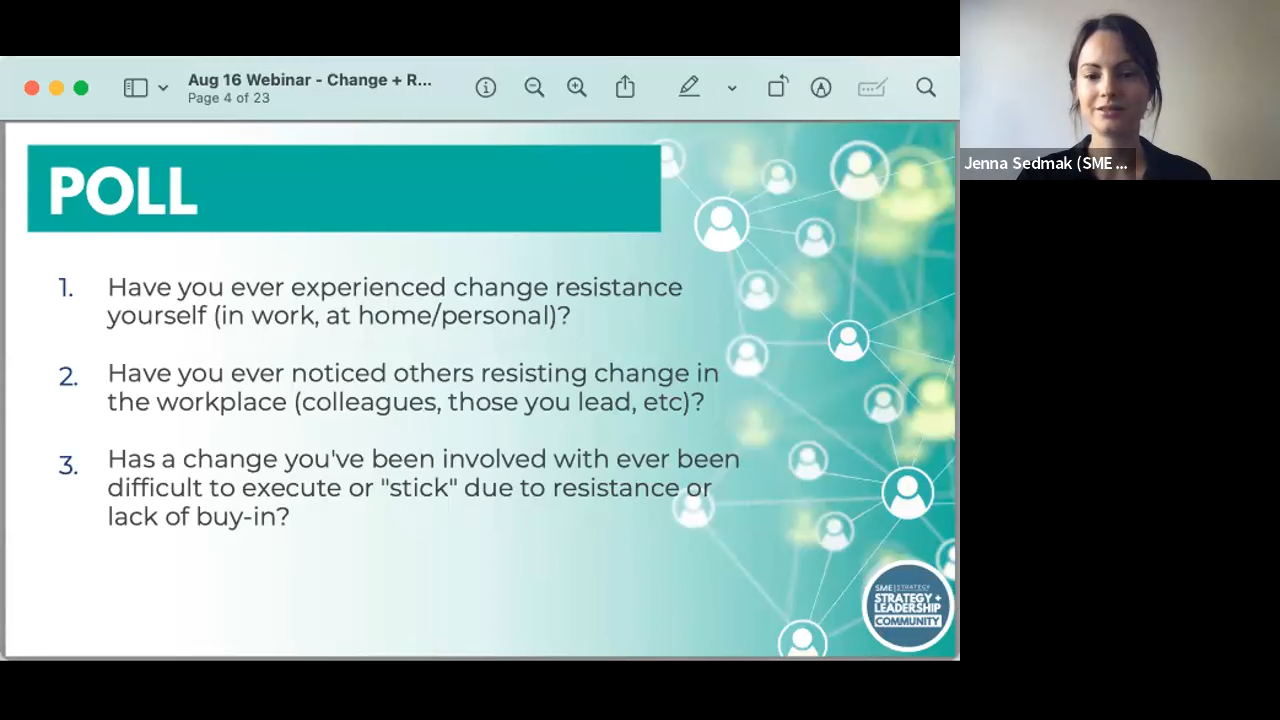 Aug 16 Webinar - Change + R...
Page 4 of 23
Jenna Sedmak (SME ...
POLL
1. Have you ever experienced change resistance
yourself (in work, at home/personal)?
2. Have you ever noticed others resisting change in
the workplace (colleagues, those you lead, etc)?
3. Has a change you've been involved with ever been
difficult to execute or "stick" due to resistance or
lack of buy-in?
SME | STRATEGY
STRATEGY +
LEADERSHIP
COMMUNITY